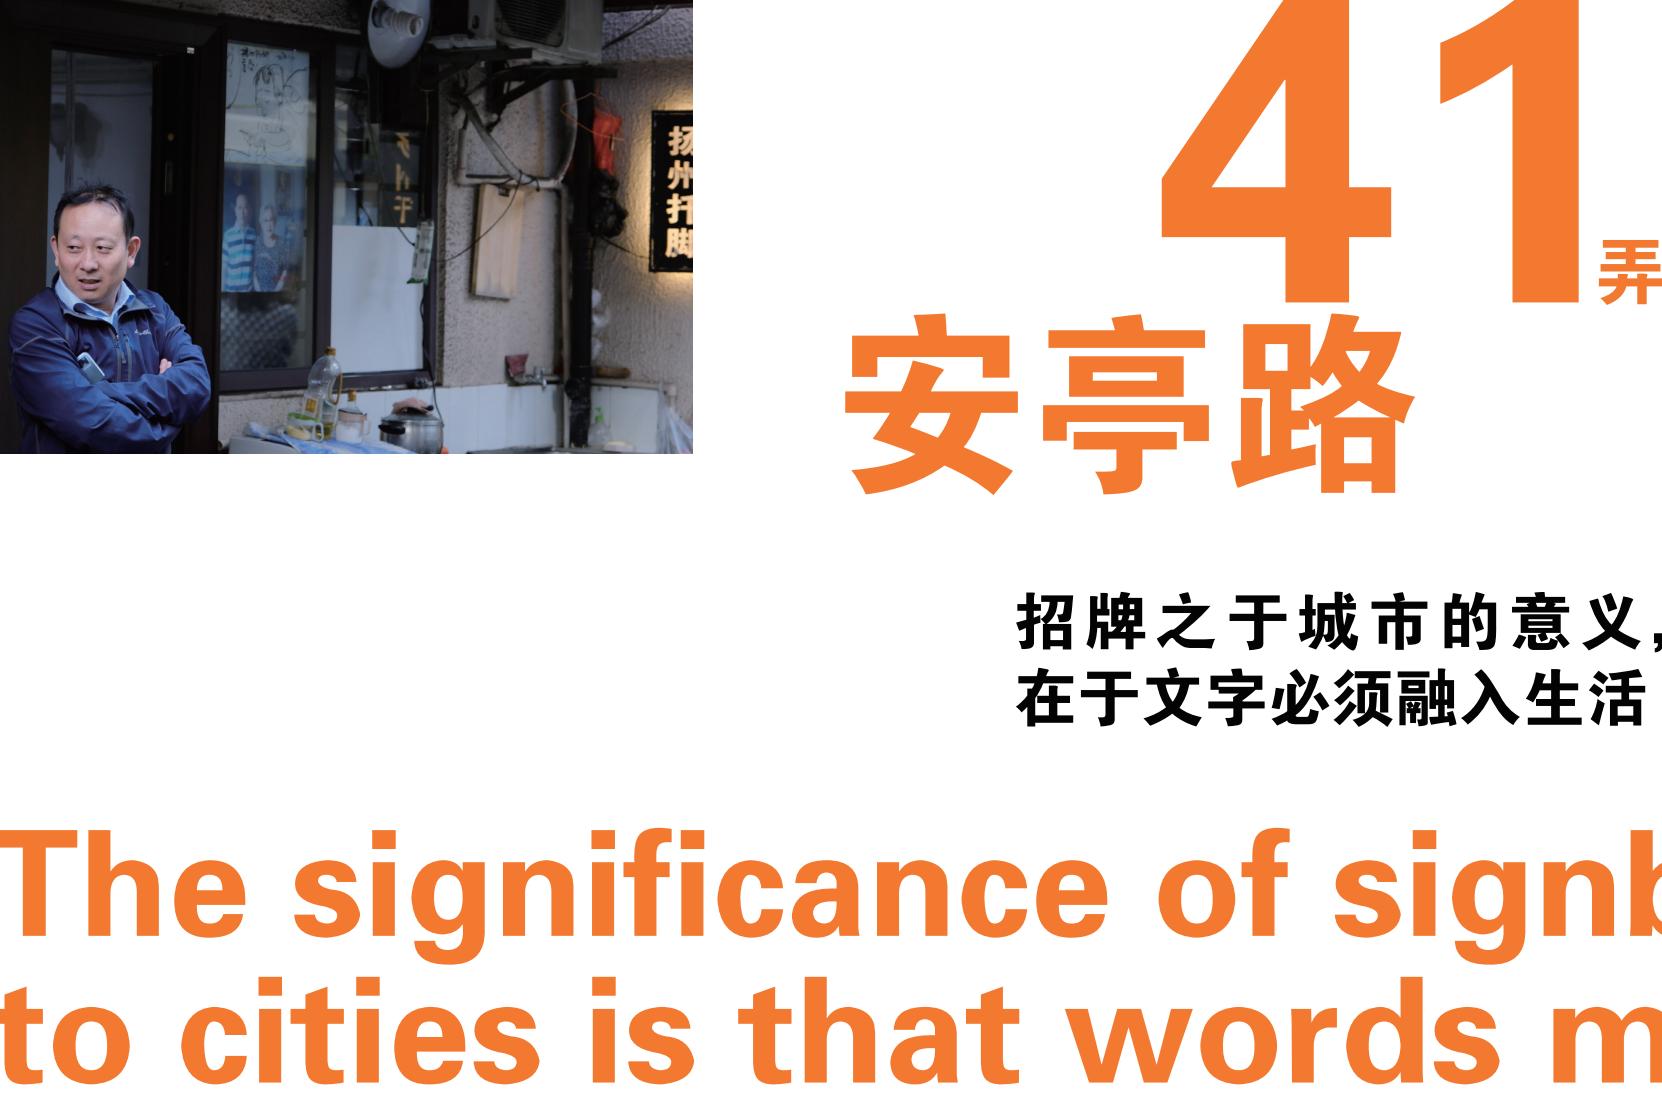 扬州扦脚
41弄
安亭路
招牌之于城市的意义，
在于文字必须融入生活
The significance of signb
to cities is that words m